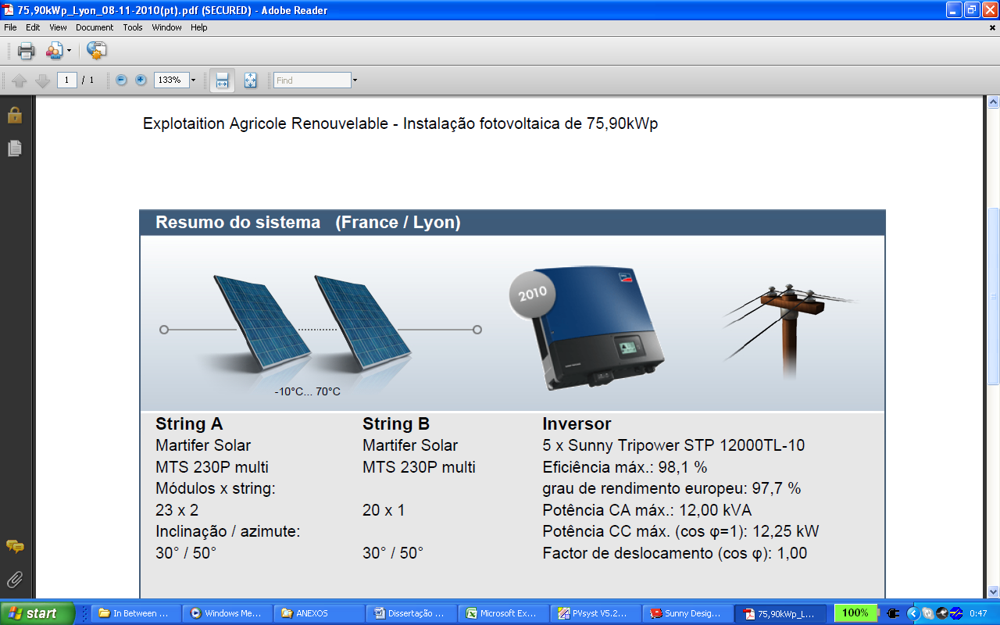 75,90kWp_Lyon_08-11-2010(pt).pdf (SECURED) - Adobe Reader
File Edit View Document Tools Window Help
1 / 1 133% Find
Explotaition Agricole Renouvelable - Instalação fotovoltaica de 75,90kWp
Resumo do sistema (France / Lyon)
2010
-10°C... 70°C
String A String B Inversor
Martifer Solar Martifer Solar 5 x Sunny Tripower STP 12000TL-10
MTS 230P multi MTS 230P multi Eficiência máx.: 98,1 %
Módulos x string: grau de rendimento europeu: 97,7 %
23 x 2 20 x 1 Potência CA máx.: 12,00 kVA
Inclinação / azimute: Potência CC máx. (cos φ=1): 12,25 kW
30° / 50° 30° / 50° Factor de deslocamento (cos φ): 1,00
start In Between ... Windows Me... ANEXOS Dissertação ... Microsoft Ex... PVsyst V5.2... Sunny Desig... 75,90kWp_L... 100% 0:47